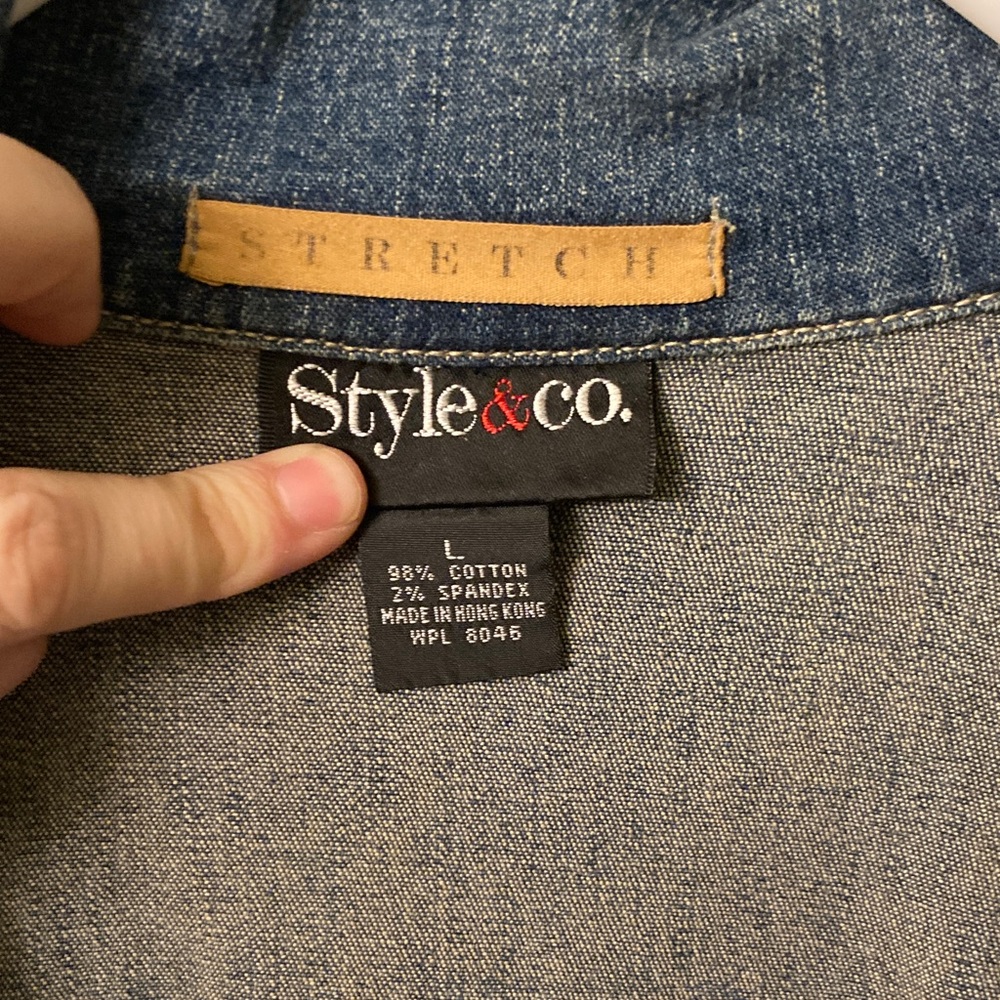 STRETCH
Style&co.
L
98% COTTON
2% SPANDEX
MADE IN HONG KONG
WPL 8046